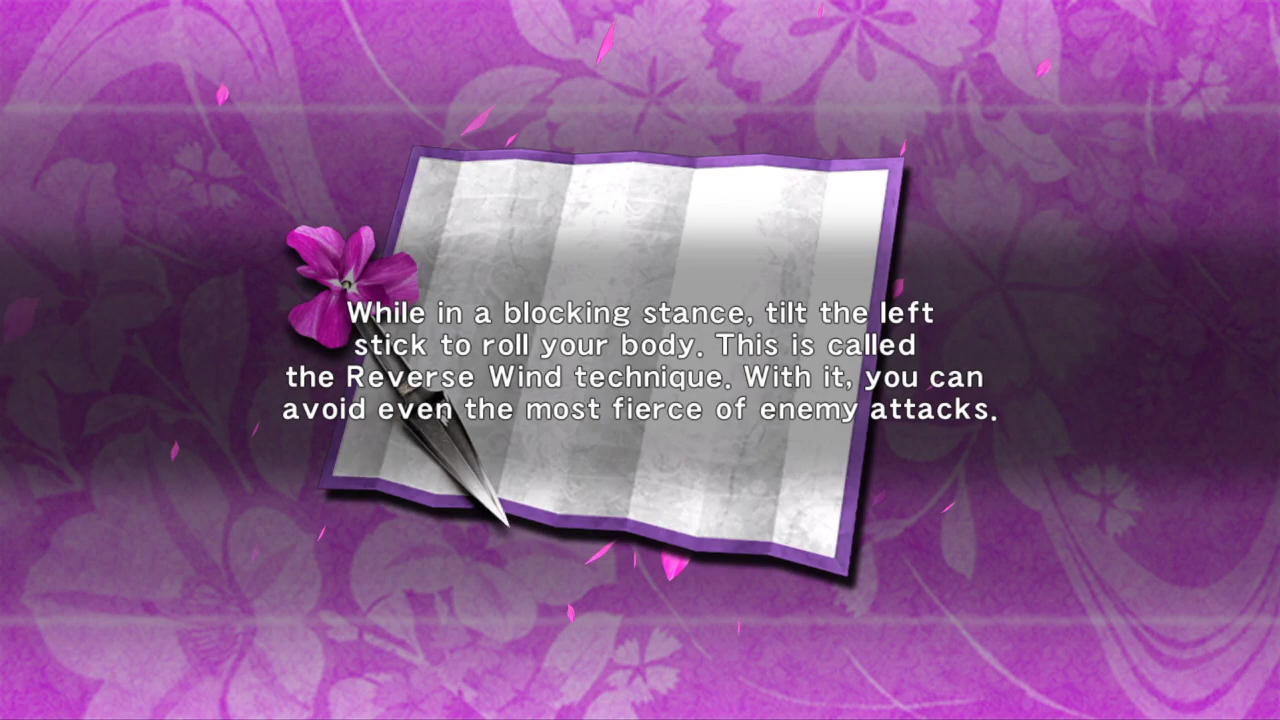 While in a blocking stance, tilt the left
stick to roll your body. This is called
the Reverse Wind technique. With it, you can
avoid even the most fierce of enemy attacks.